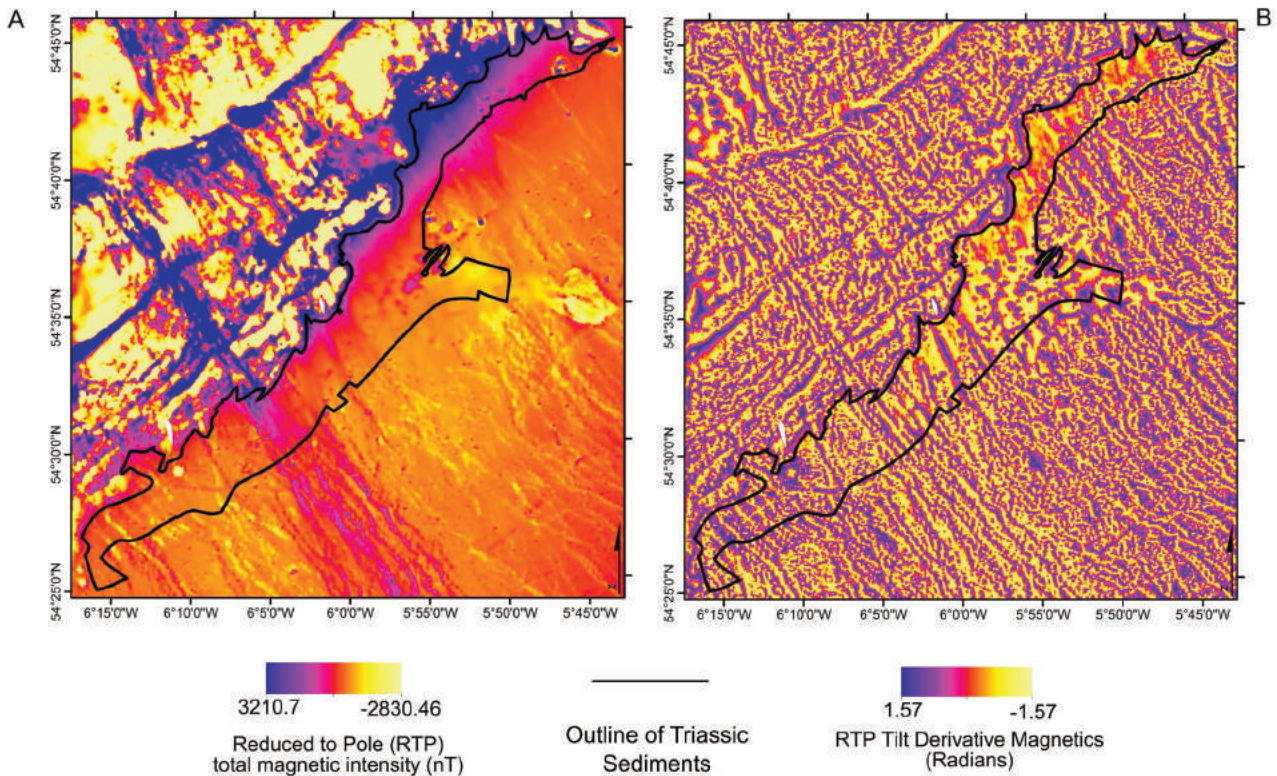 A
B
54°45'0"N
54°40'0"N
54°35'0"N
54°30'0"N
54°25'0"N
6°15'W 6°10'0"W 6°5'0"W 6°0'0"W 5°55'0"W 5°50'0"W 5°45'0W
54°45'0"N
54°40'0"N
54°35'0"N
54°30'0"N
54°25'0"N
6°15'W 6°10'0"W 6°5'0"W 6°0'0"W 5°55'0"W 5°50'0"W 5°45'0W
3210.7 -2830.46
Reduced to Pole (RTP)
total magnetic intensity (nT)
Outline of Triassic
Sediments
1.57 -1.57
RTP Tilt Derivative Magnetics
(Radians)